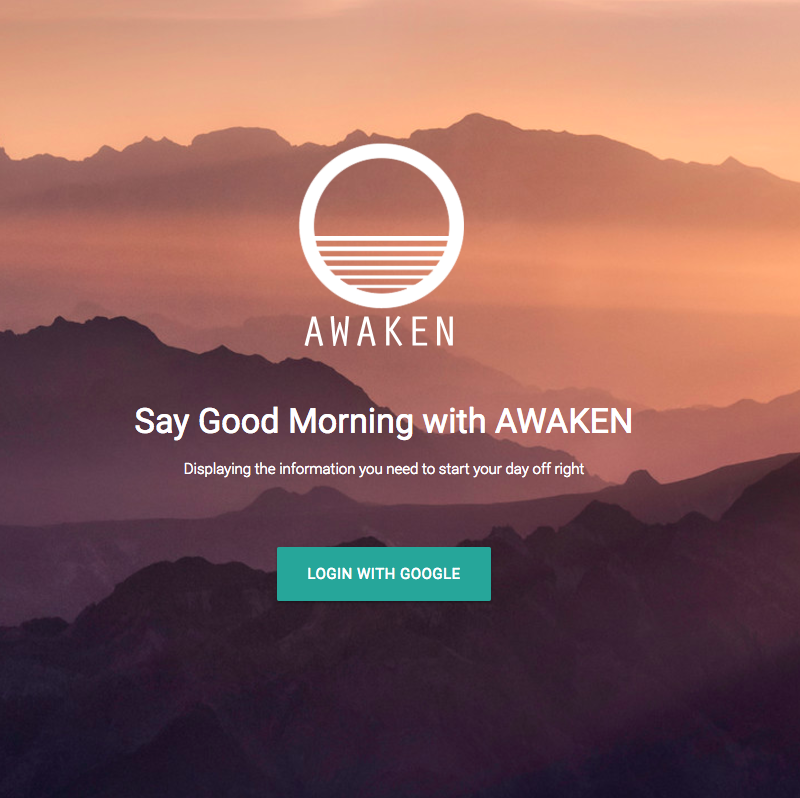 AWAKEN
Say Good Morning with AWAKEN
Displaying the information you need to start your day off right
LOGIN WITH GOOGLE